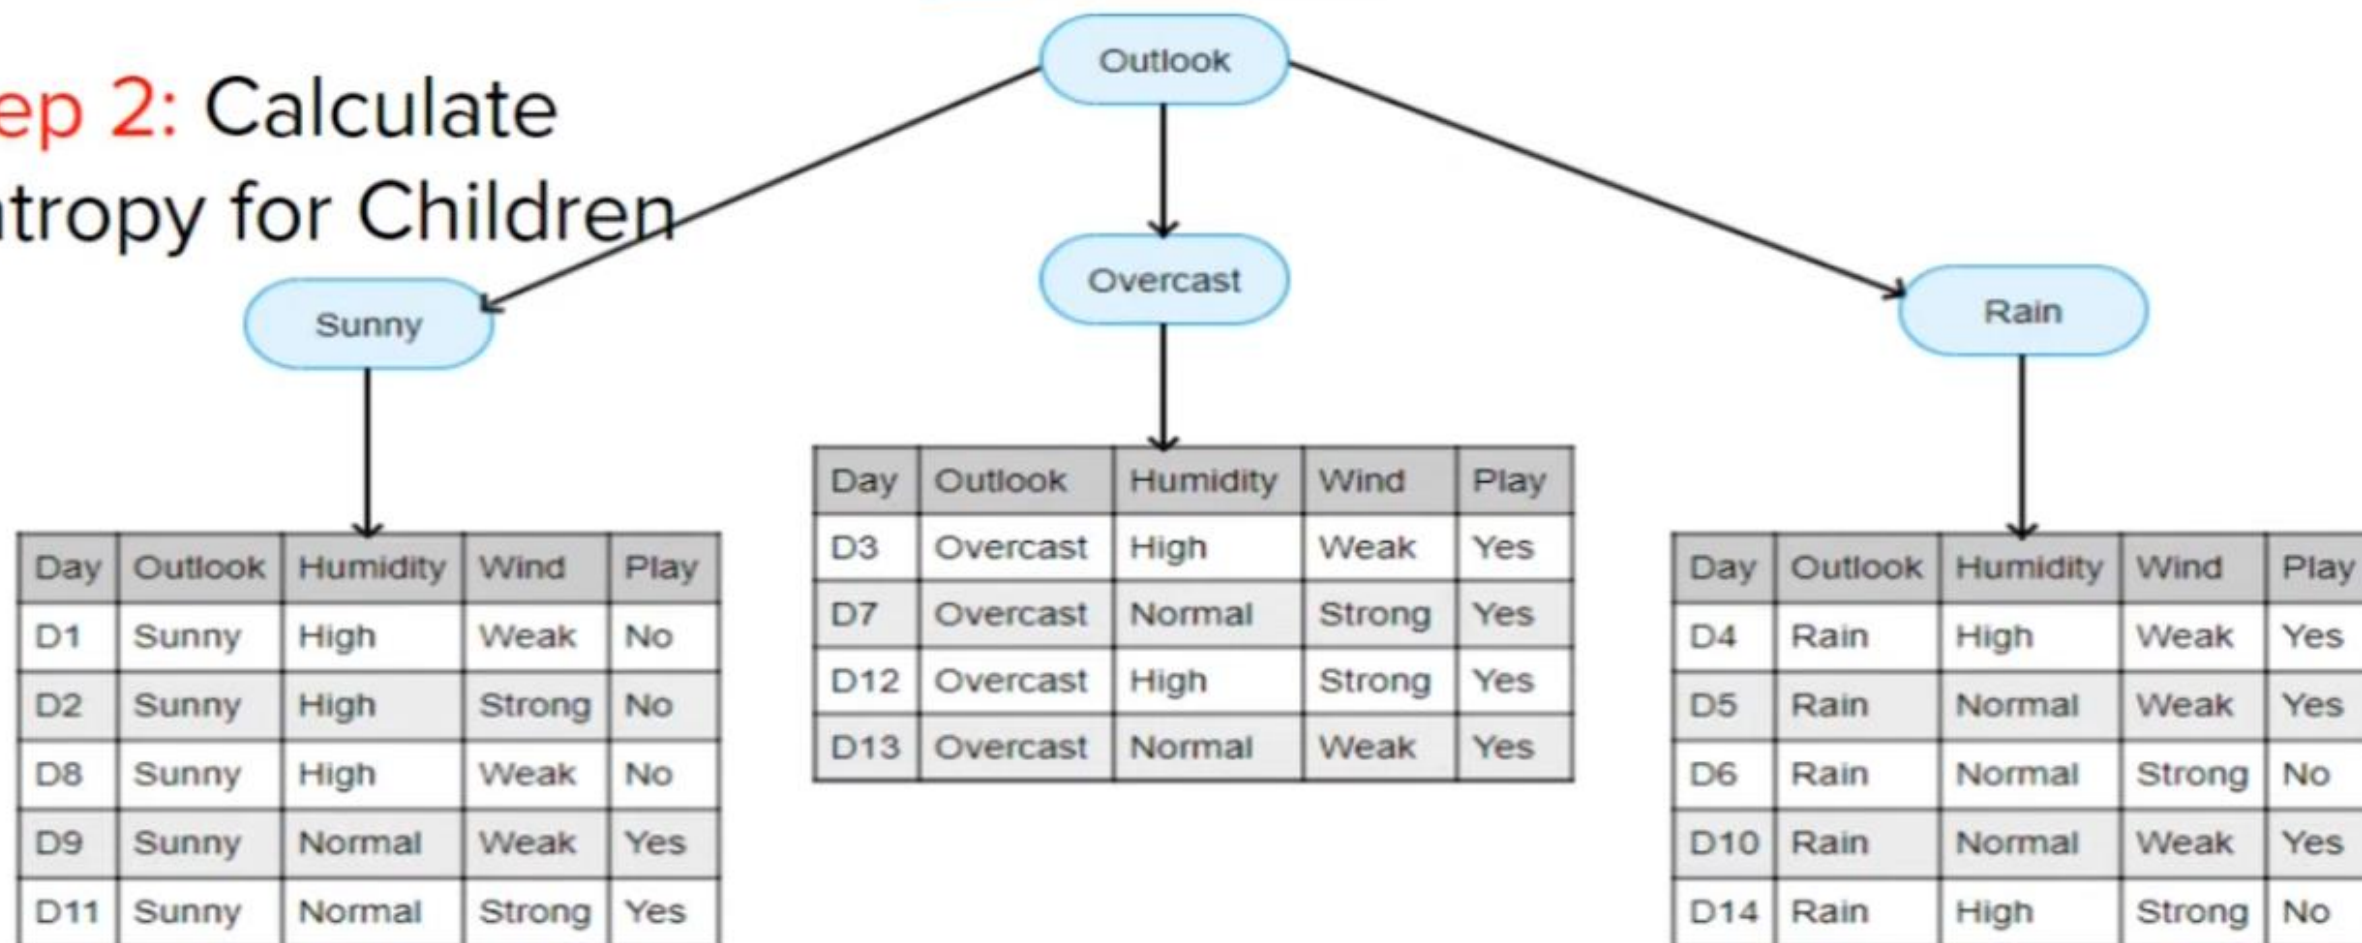 ep 2: Calculate
ntropy for Children
Outlook
Sunny
Overcast
Rain
Day Outlook Humidity Wind Play
D1 Sunny High Weak No
D2 Sunny High Strong No
D8 Sunny High Weak No
D9 Sunny Normal Weak Yes
D11 Sunny Normal Strong Yes
Day Outlook Humidity Wind Play
D3 Overcast High Weak Yes
D7 Overcast Normal Strong Yes
D12 Overcast High Strong Yes
D13 Overcast Normal Weak Yes
Day Outlook Humidity Wind Play
D4 Rain High Weak Yes
D5 Rain Normal Weak Yes
D6 Rain Normal Strong No
D10 Rain Normal Weak Yes
D14 Rain High Strong No